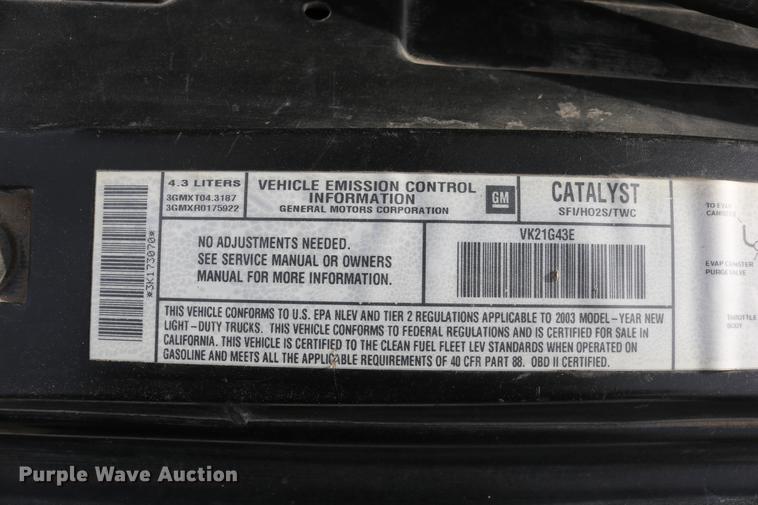 *3K173070*
4.3 LITERS
3GMXT04.3187
3GMXR0175922
VEHICLE EMISSION CONTROL
INFORMATION
GENERAL MOTORS CORPORATION
GM
CATALYST
SFI/HO2S/TWC
NO ADJUSTMENTS NEEDED.
SEE SERVICE MANUAL OR OWNERS
MANUAL FOR MORE INFORMATION.
VK21G43E
THIS VEHICLE CONFORMS TO U.S. EPA NLEV AND TIER 2 REGULATIONS APPLICABLE TO 2003 MODEL-YEAR NEW
LIGHT-DUTY TRUCKS. THIS VEHICLE CONFORMS TO FEDERAL REGULATIONS AND IS CERTIFIED FOR SALE IN
CALIFORNIA. THIS VEHICLE IS CERTIFIED TO THE CLEAN FUEL FLEET LEV STANDARDS WHEN OPERATED ON
GASOLINE AND MEETS ALL THE APPLICABLE REQUIREMENTS OF 40 CFR PART 88. OBD II CERTIFIED.
EVAP
EVAP CANISTER
PURGE VALVE
THROTTLE
BODY
Purple Wave Auction